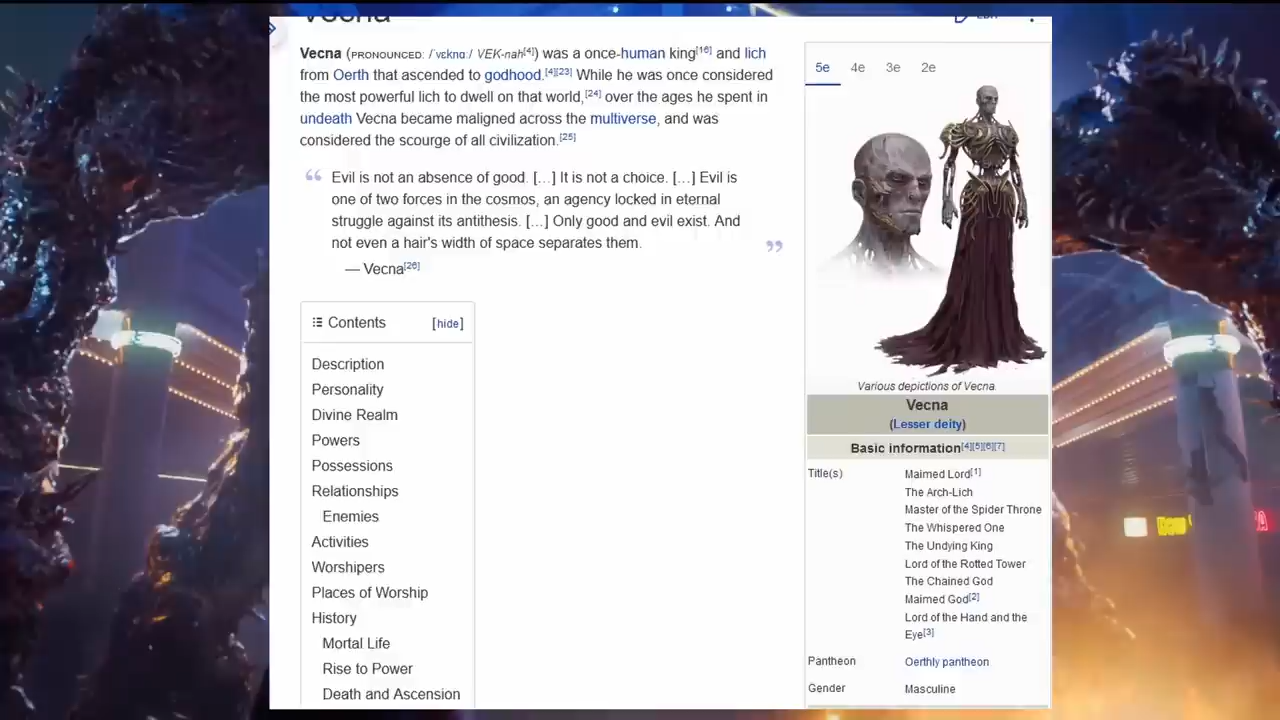 Vecna
Edit
Vecna (PRONOUNCED: /ˈvɛknɑː/ VEK-nah[4]) was a once-human king[16] and lich
from Oerth that ascended to godhood.[4][23] While he was once considered
the most powerful lich to dwell on that world,[24] over the ages he spent in
undeath Vecna became maligned across the multiverse, and was
considered the scourge of all civilization.[25]
“ Evil is not an absence of good. […] It is not a choice. […] Evil is
one of two forces in the cosmos, an agency locked in eternal
struggle against its antithesis. […] Only good and evil exist. And
not even a hair's width of space separates them. ”
— Vecna[26]
Contents [hide]
Description
Personality
Divine Realm
Powers
Possessions
Relationships
Enemies
Activities
Worshipers
Places of Worship
History
Mortal Life
Rise to Power
Death and Ascension
5e 4e 3e 2e
Various depictions of Vecna.
Vecna
(Lesser deity)
Basic information[4][5][6][7]
Title(s) Maimed Lord[1]
The Arch-Lich
Master of the Spider Throne
The Whispered One
The Undying King
Lord of the Rotted Tower
The Chained God
Maimed God[2]
Lord of the Hand and the
Eye[3]
Pantheon Oerthly pantheon
Gender Masculine